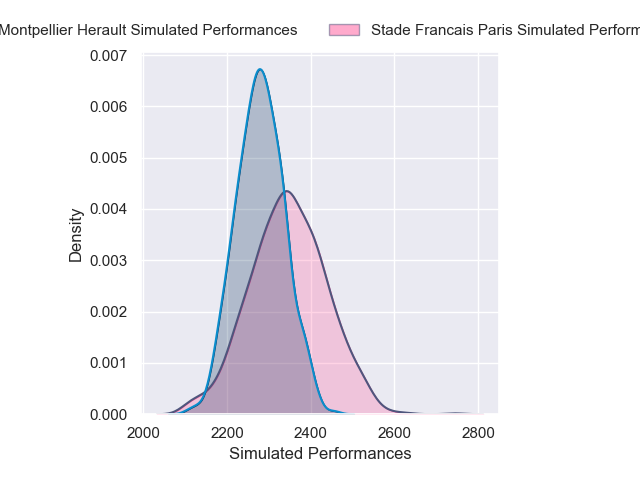 Montpellier Herault Simulated Performances
Stade Francais Paris Simulated
0.007
0.006
0.005
0.004
0.003
0.002
0.001
0.000
Density
2000 2200 2400 2600 2800
Simulated Performances